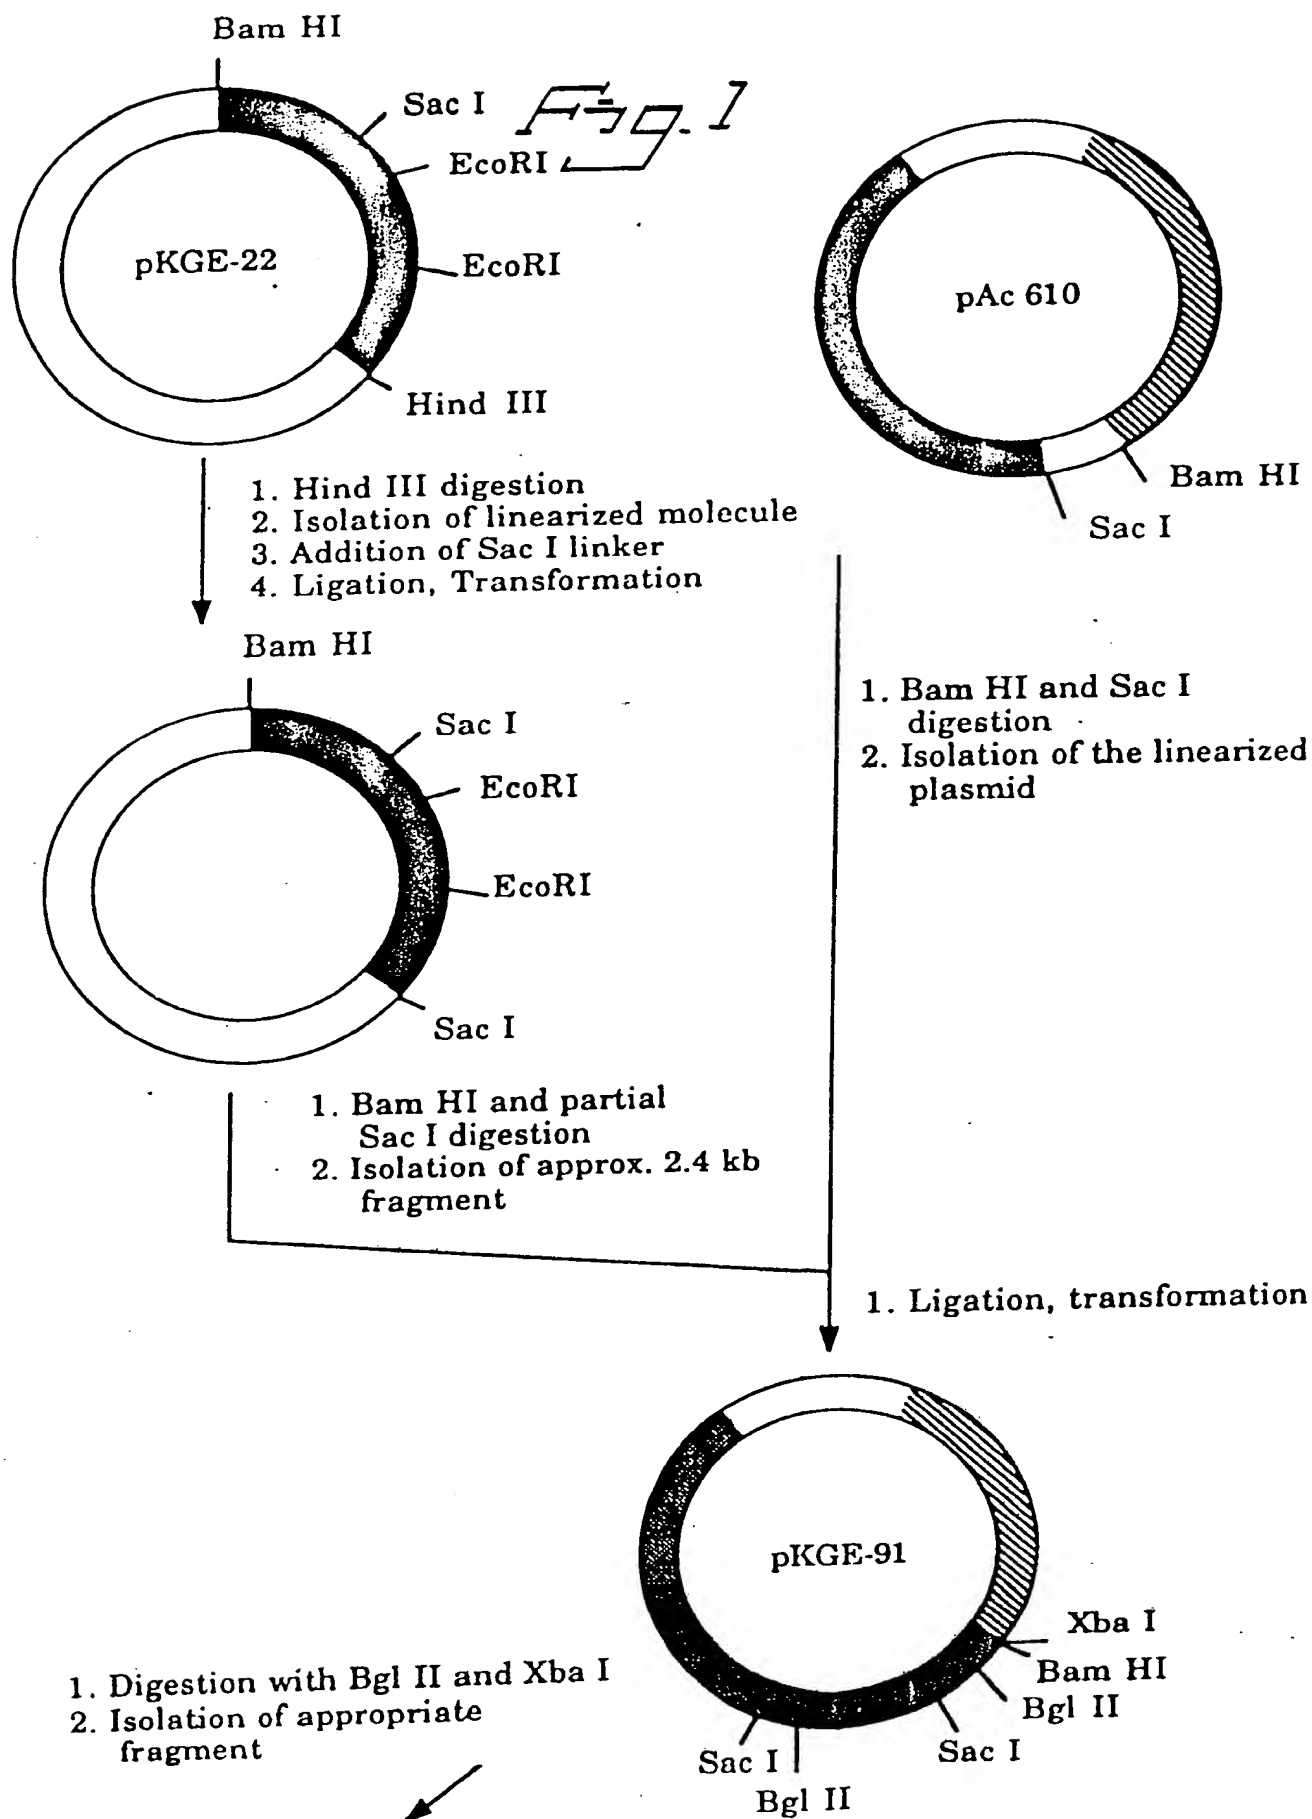 Bam HI
Sac I
Fig. 1
EcoRI
EcoRI
pKGE-22
Hind III
pAc 610
Bam HI
Sac I
1. Hind III digestion
2. Isolation of linearized molecule
3. Addition of Sac I linker
4. Ligation, Transformation
Bam HI
Sac I
EcoRI
EcoRI
Sac I
1. Bam HI and Sac I
digestion
2. Isolation of the linearized
plasmid
1. Bam HI and partial
Sac I digestion
2. Isolation of approx. 2.4 kb
fragment
1. Ligation, transformation
pKGE-91
Xba I
Bam HI
Bgl II
Sac I
Sac I
Bgl II
1. Digestion with Bgl II and Xba I
2. Isolation of appropriate
fragment